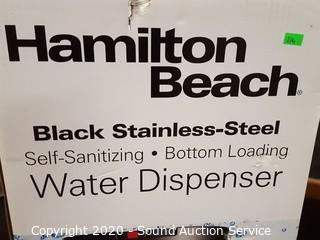 Hamilton
Beach®
Black Stainless-Steel
Self-Sanitizing • Bottom Loading
Water Dispenser
Copyright 2020 - Sound Auction Service